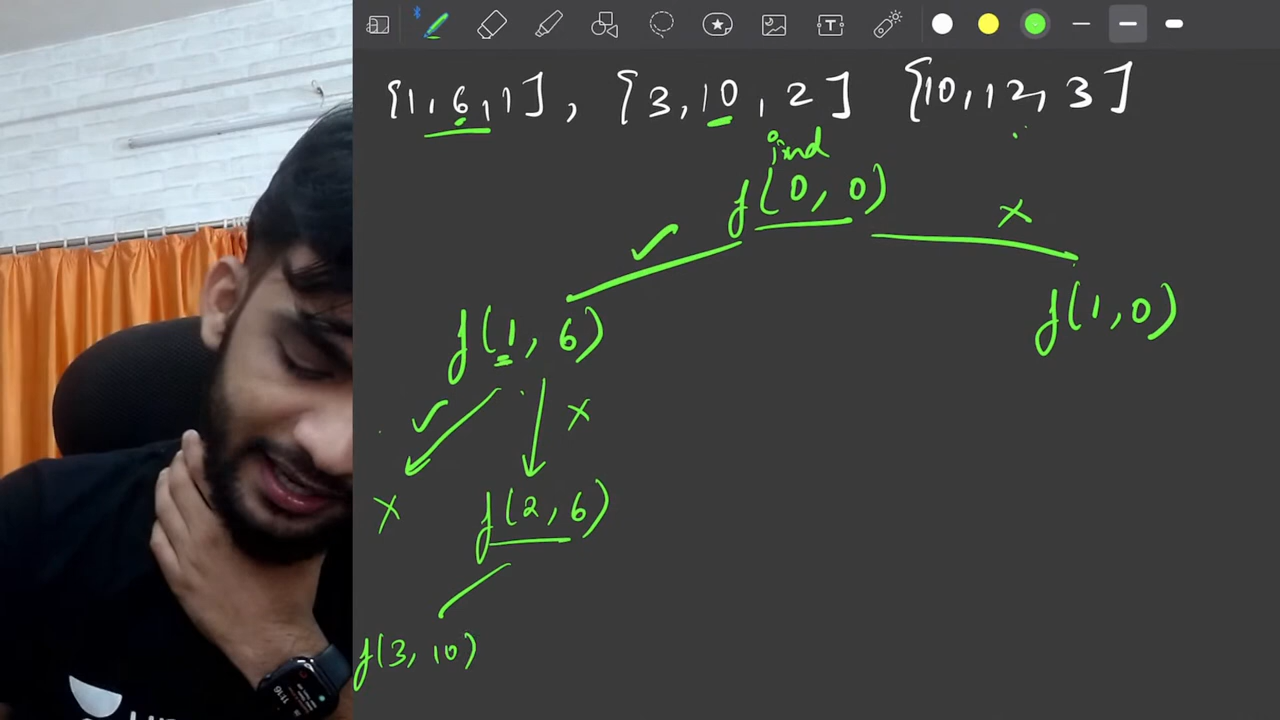 {1, 6, 1], {3, 10, 2] {10, 12, 3]
ind
f(0, 0)
✓ x
f(1, 6) f(1, 0)
✓ x
x f(2, 6)
f(3, 10)